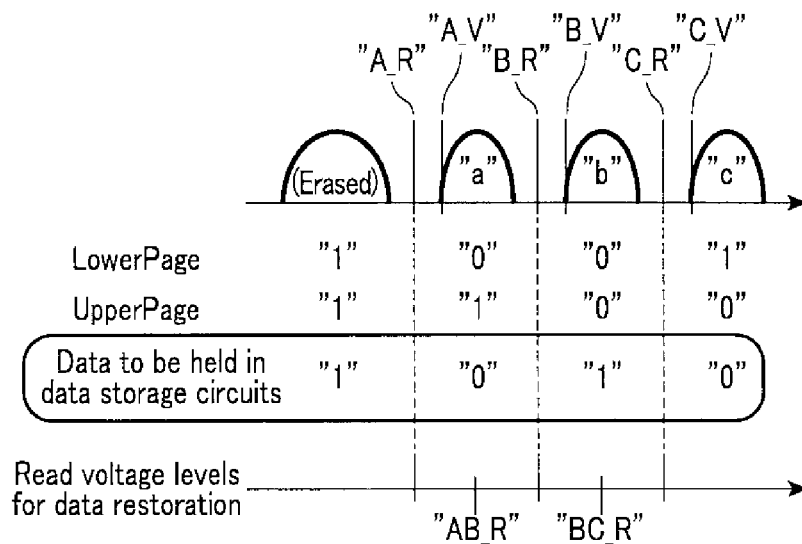 "A_V" "B_V" "C_V"
"A_R" "B_R" "C_R"
(Erased) "a" "b" "c"
LowerPage "1" "0" "0" "1"
UpperPage "1" "1" "0" "0"
Data to be held in
data storage circuits "1" "0" "1" "0"
Read voltage levels
for data restoration
"AB_R" "BC_R"